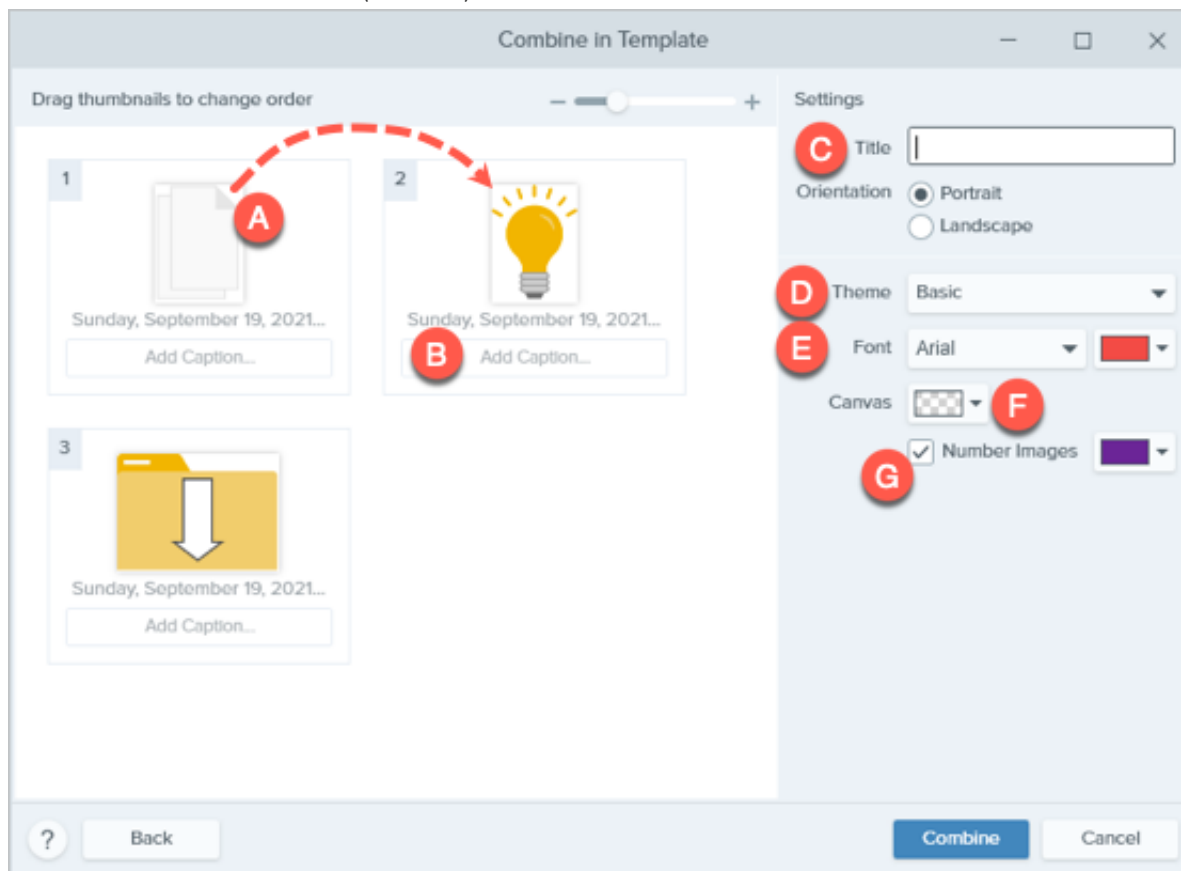 Combine in Template
Drag thumbnails to change order
Settings
C Title
Orientation Portrait
Landscape
1
A
Sunday, September 19, 2021...
Add Caption...
2
Sunday, September 19, 2021...
B Add Caption...
D Theme Basic
E Font Arial
Canvas F
G Number Images
3
Sunday, September 19, 2021...
Add Caption...
? Back Combine Cancel